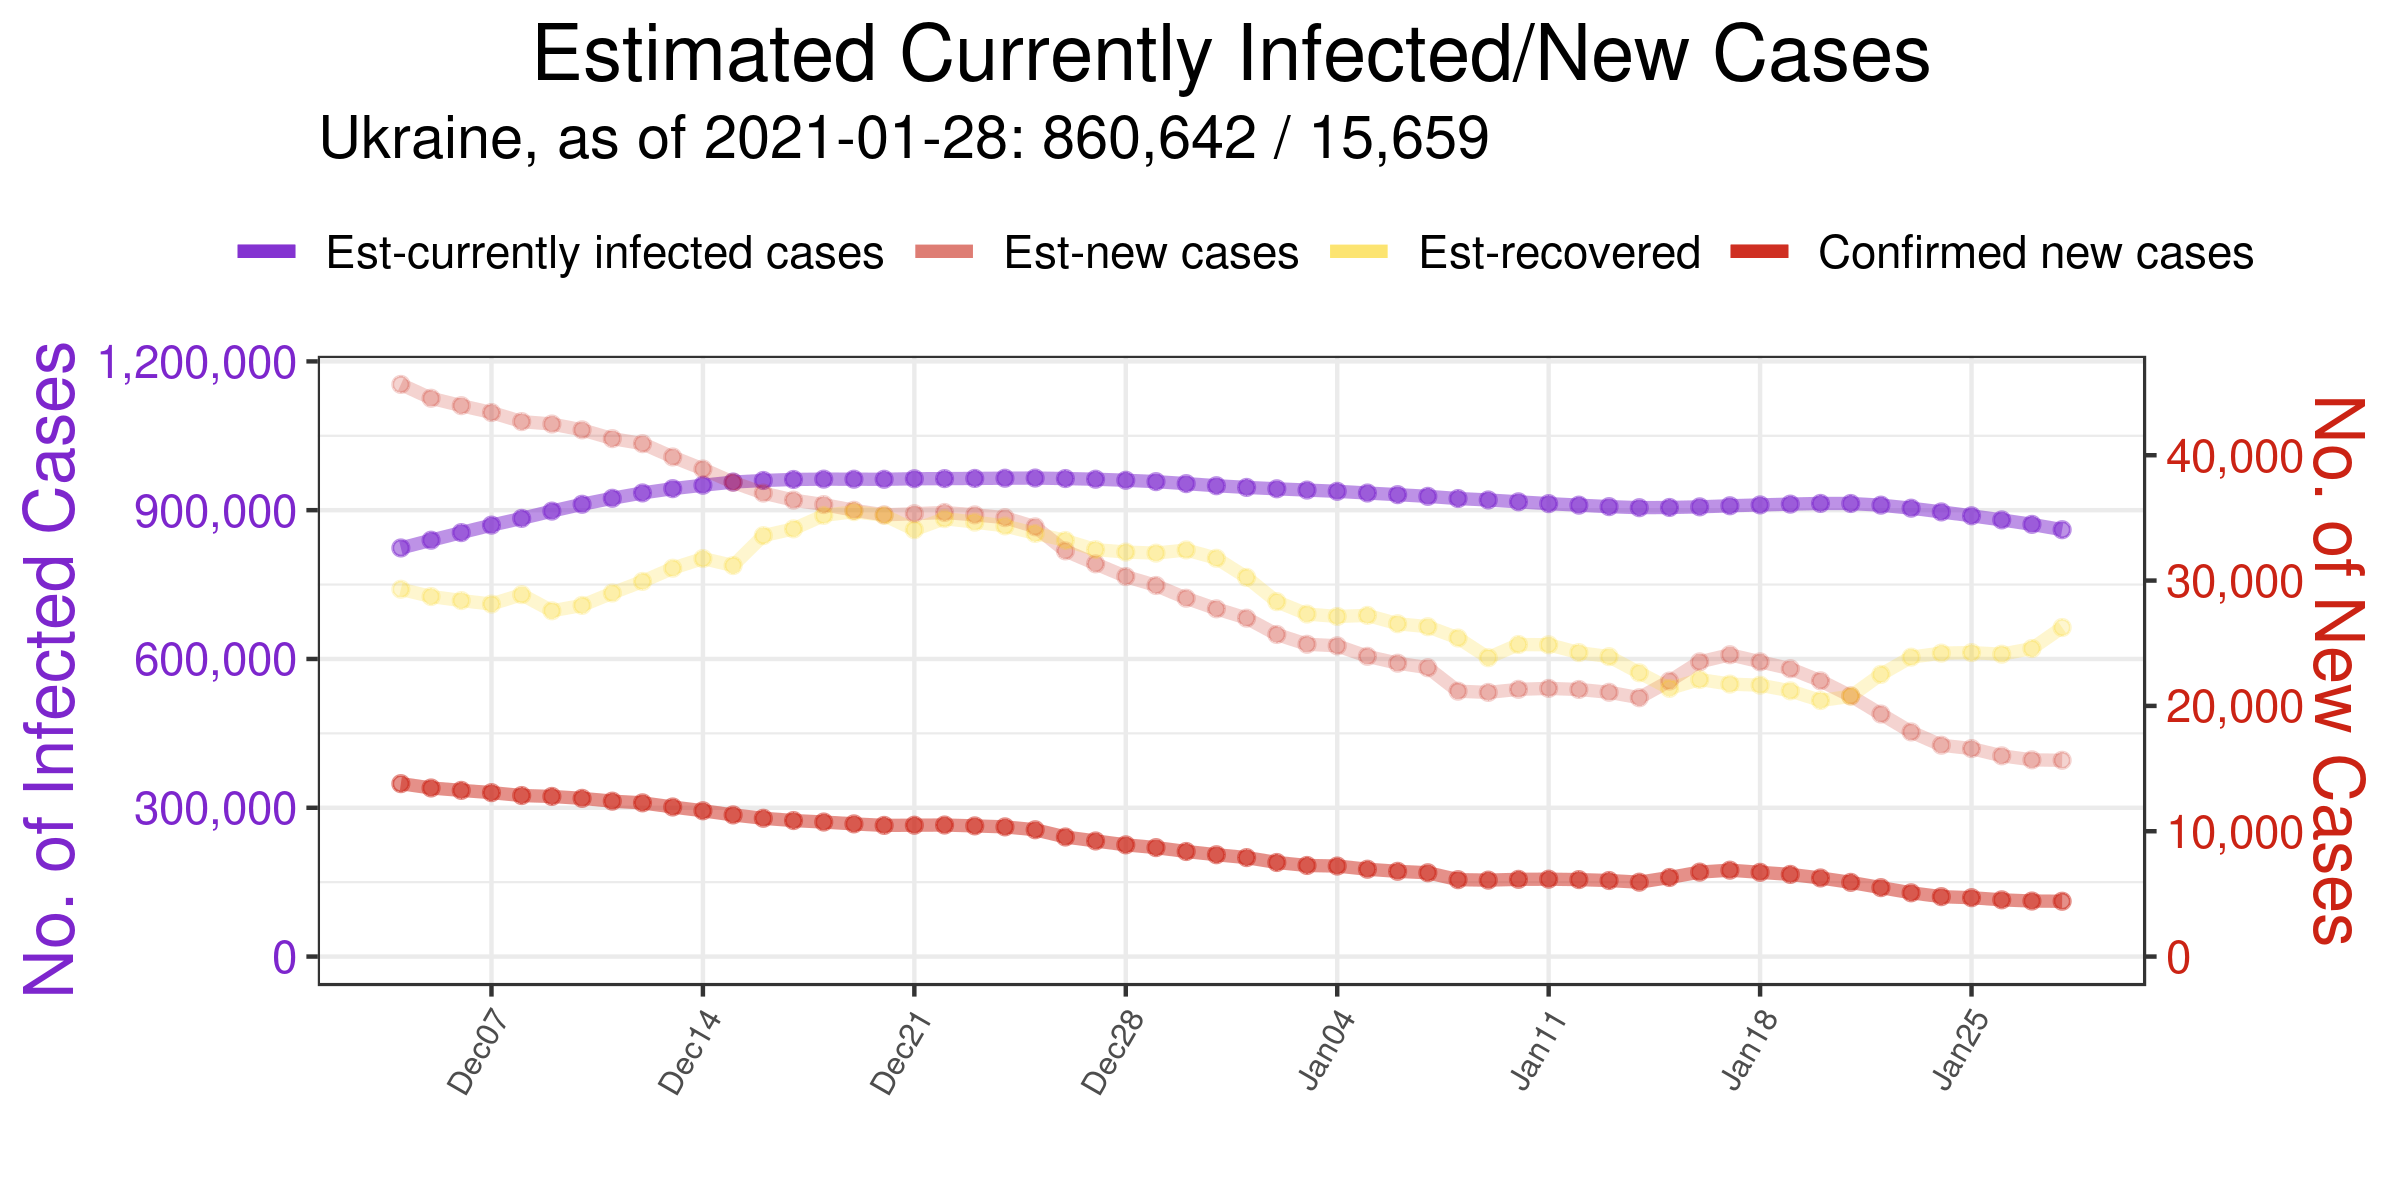 Estimated Currently Infected/New Cases
Ukraine, as of 2021-01-28: 860,642 / 15,659
Est-currently infected cases Est-new cases Est-recovered Confirmed new cases
No. of Infected Cases
1,200,000
900,000
600,000
300,000
0
40,000
30,000
20,000
10,000
0
No. of New Cases
Dec07 Dec14 Dec21 Dec28 Jan04 Jan11 Jan18 Jan25